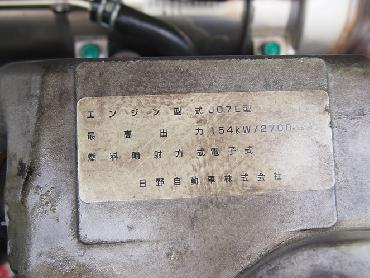 エンジン型式J07E型
最高出力154kW/2700
燃料噴射方式電子式
日野自動車株式会社